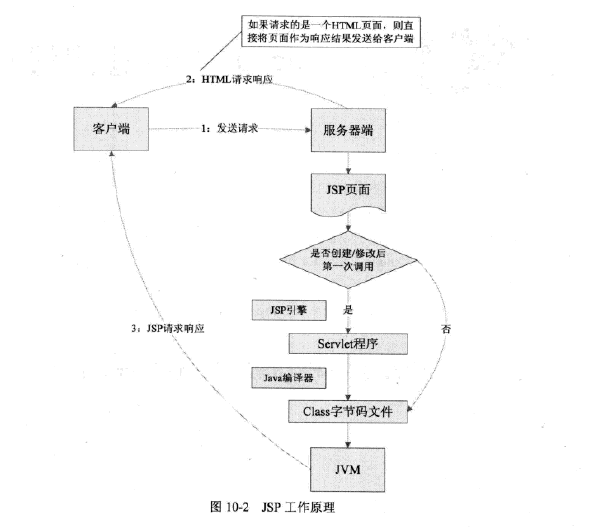 如果请求的是一个HTML页面，则直
接将页面作为响应结果发送给客户端
2：HTML请求响应
客户端
1：发送请求
服务器端
JSP页面
是否创建/修改后
第一次调用
JSP引擎
是
3：JSP请求响应
否
Servlet程序
Java编译器
Class字节码文件
JVM
图 10-2 JSP 工作原理